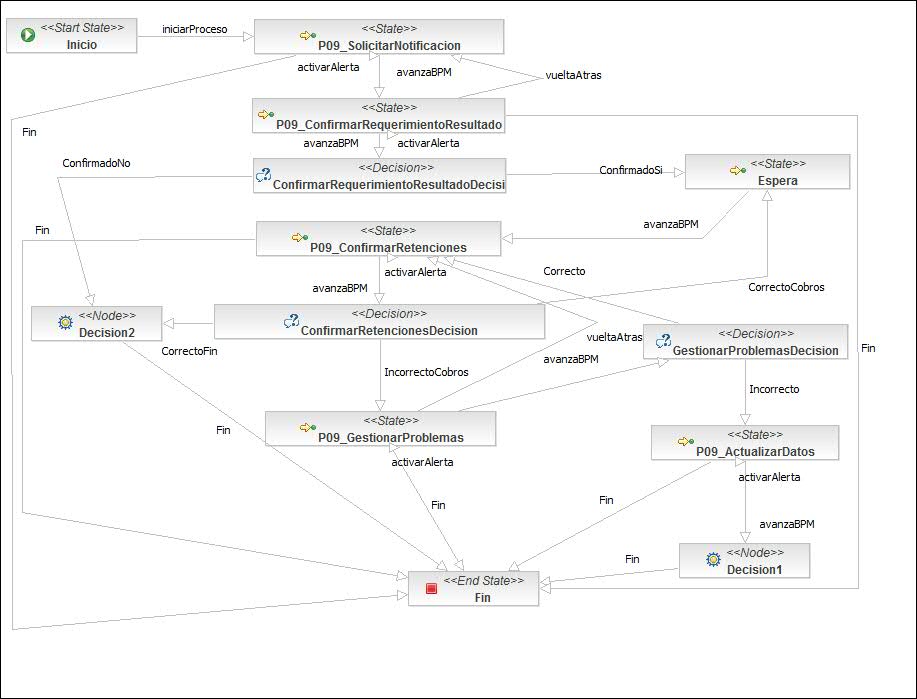 <<Start State>>
Inicio
iniciarProceso
<<State>>
P09_SolicitarNotificacion
activarAlerta
avanzaBPM
vueltaAtras
Fin
<<State>>
P09_ConfirmarRequerimientoResultado
avanzaBPM
activarAlerta
ConfirmadoNo
<<Decision>>
ConfirmarRequerimientoResultadoDecisi
ConfirmadoSi
<<State>>
Espera
avanzaBPM
Fin
<<State>>
P09_ConfirmarRetenciones
activarAlerta
Correcto
avanzaBPM
CorrectoCobros
<<Node>>
Decision2
<<Decision>>
ConfirmarRetencionesDecision
CorrectoFin
vueltaAtras
avanzaBPM
<<Decision>>
GestionarProblemasDecision
Fin
IncorrectoCobros
Incorrecto
Fin
<<State>>
P09_GestionarProblemas
activarAlerta
<<State>>
P09_ActualizarDatos
activarAlerta
Fin
Fin
avanzaBPM
Fin
<<Node>>
Decision1
<<End State>>
Fin